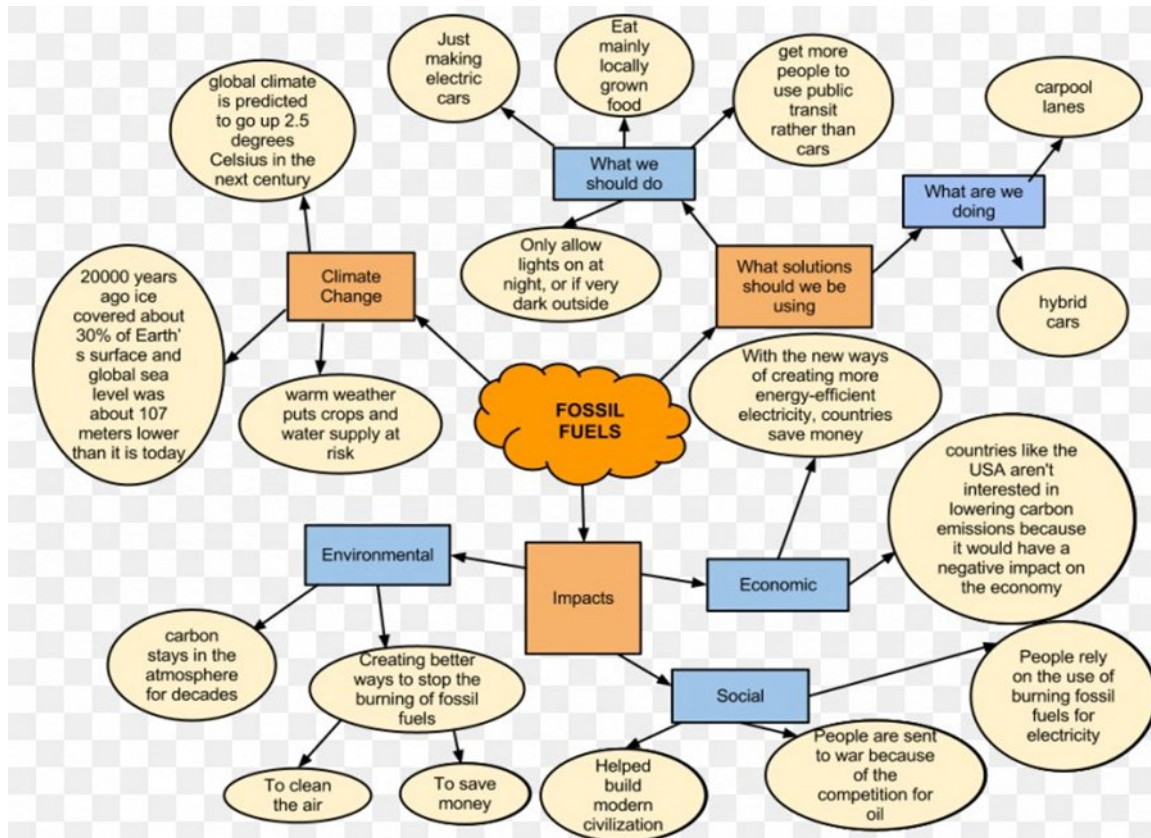 Just
making
electric
cars
Eat
mainly
locally
grown
food
get more
people to
use public
transit
rather than
cars
carpool
lanes
global climate
is predicted
to go up 2.5
degrees
Celsius in the
next century
What we
should do
What are we
doing
Only allow
lights on at
night, or if very
dark outside
What solutions
should we be
using
hybrid
cars
Climate
Change
20000 years
ago ice
covered about
30% of Earth'
s surface and
global sea
level was
about 107
meters lower
than it is today
warm weather
puts crops and
water supply at
risk
FOSSIL
FUELS
With the new ways
of creating more
energy-efficient
electricity, countries
save money
countries like the
USA aren't
interested in
lowering carbon
emissions because
it would have a
negative impact on
the economy
Environmental
Impacts
Economic
carbon
stays in the
atmosphere
for decades
Creating better
ways to stop the
burning of fossil
fuels
Social
People rely
on the use of
burning fossil
fuels for
electricity
To clean
the air
To save
money
Helped
build
modern
civilization
People are sent
to war because
of the
competition for
oil